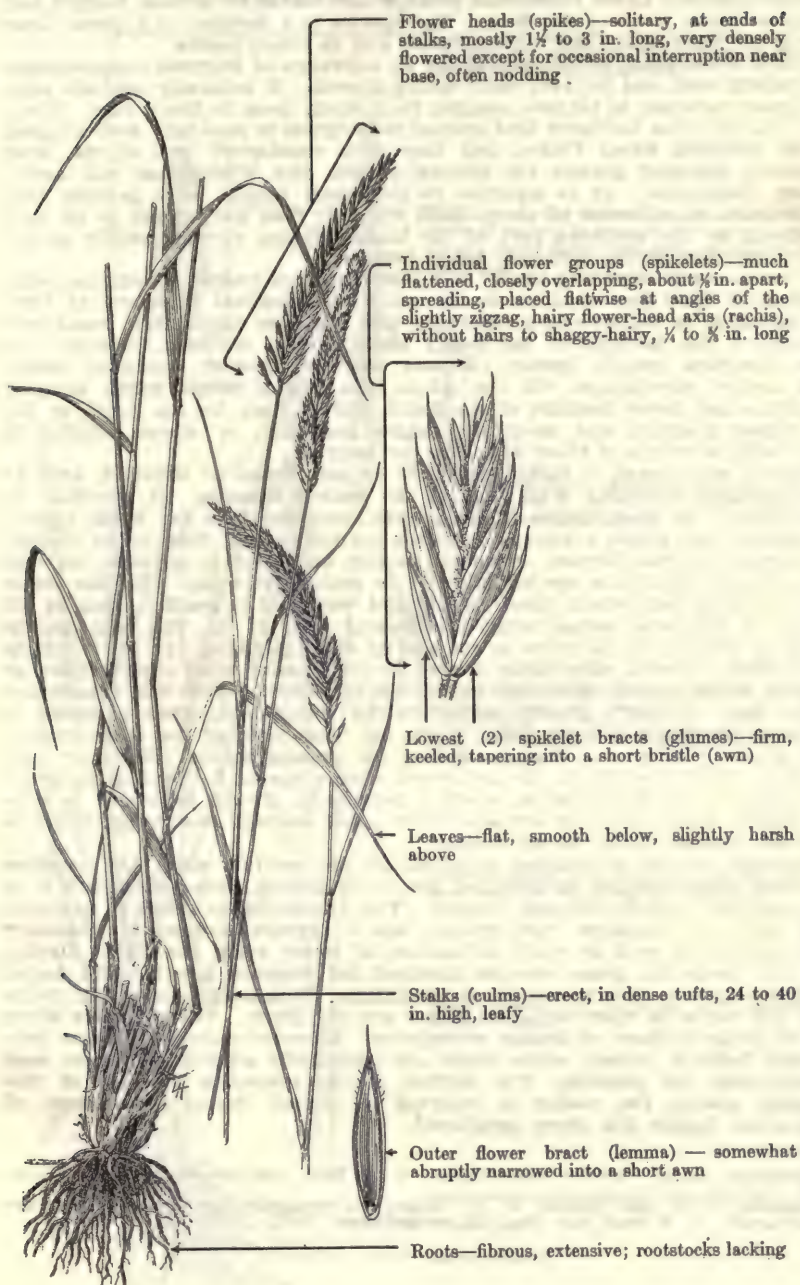 Flower heads (spikes)—solitary, at ends of
stalks, mostly 1½ to 3 in. long, very densely
flowered except for occasional interruption near
base, often nodding
Individual flower groups (spikelets)—much
flattened, closely overlapping, about ⅛ in. apart,
spreading, placed flatwise at angles of the
slightly zigzag, hairy flower-head axis (rachis),
without hairs to shaggy-hairy, to in. long
Lowest (2) spikelet bracts (glumes)—firm,
keeled, tapering into a short bristle (awn)
Leaves—flat, smooth below, slightly harsh
above
Stalks (culms)—erect, in dense tufts, 24 to 40
in. high, leafy
Outer flower bract (lemma) — somewhat
abruptly narrowed into a short awn
Roots—fibrous, extensive; rootstocks lacking